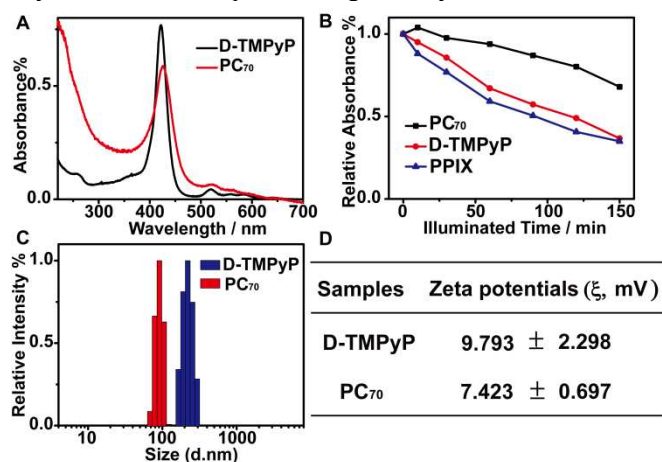 A
D-TMPyP
PC70
0.5
0.0
300 400 500 600 700
Absorbance%
Wavelength / nm
B
1.0
0.5
0.0
0 50 100 150
Relative Absorbance %
PC70
D-TMPyP
PPIX
Illuminated Time / min
C
D-TMPyP
PC70
1.0
0.5
0.0
10 100 1000
Relative Intensity %
Size (d.nm)
D
Samples Zeta potentials (ξ, mV)
D-TMPyP 9.793 ± 2.298
PC70 7.423 ± 0.697